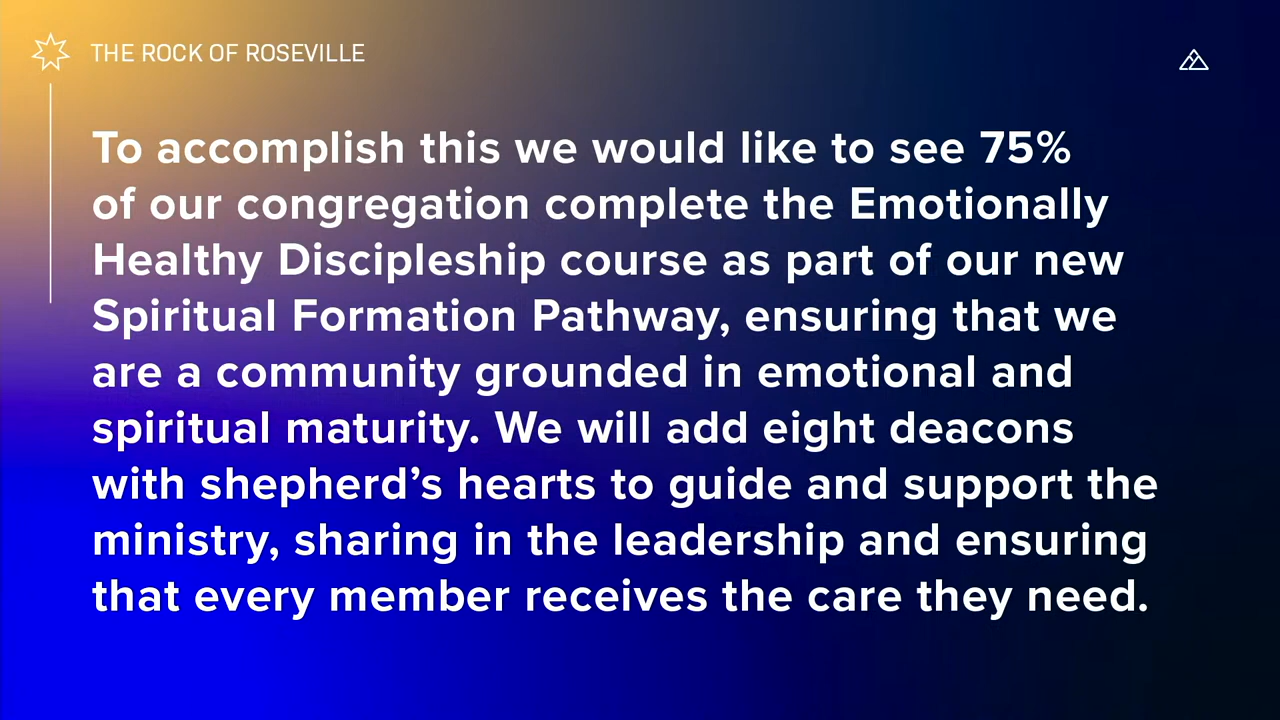 THE ROCK OF ROSEVILLE
To accomplish this we would like to see 75%
of our congregation complete the Emotionally
Healthy Discipleship course as part of our new
Spiritual Formation Pathway, ensuring that we
are a community grounded in emotional and
spiritual maturity. We will add eight deacons
with shepherd’s hearts to guide and support the
ministry, sharing in the leadership and ensuring
that every member receives the care they need.